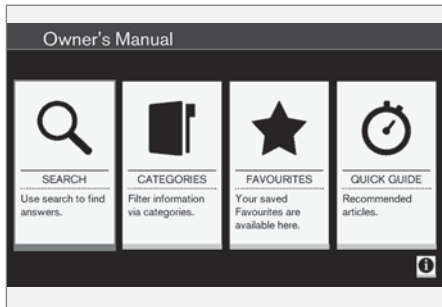 Owner's Manual
SEARCH
Use search to find
answers.
CATEGORIES
Filter information
via categories.
FAVOURITES
Your saved
Favourites are
available here.
QUICK GUIDE
Recommended
articles.